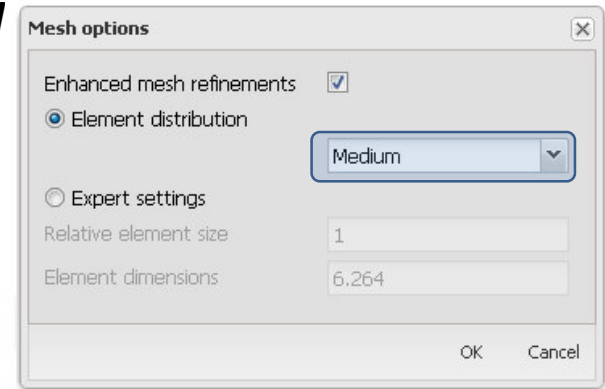 Mesh options
Enhanced mesh refinements
Element distribution
Medium
Expert settings
Relative element size 1
Element dimensions 6.264
OK Cancel